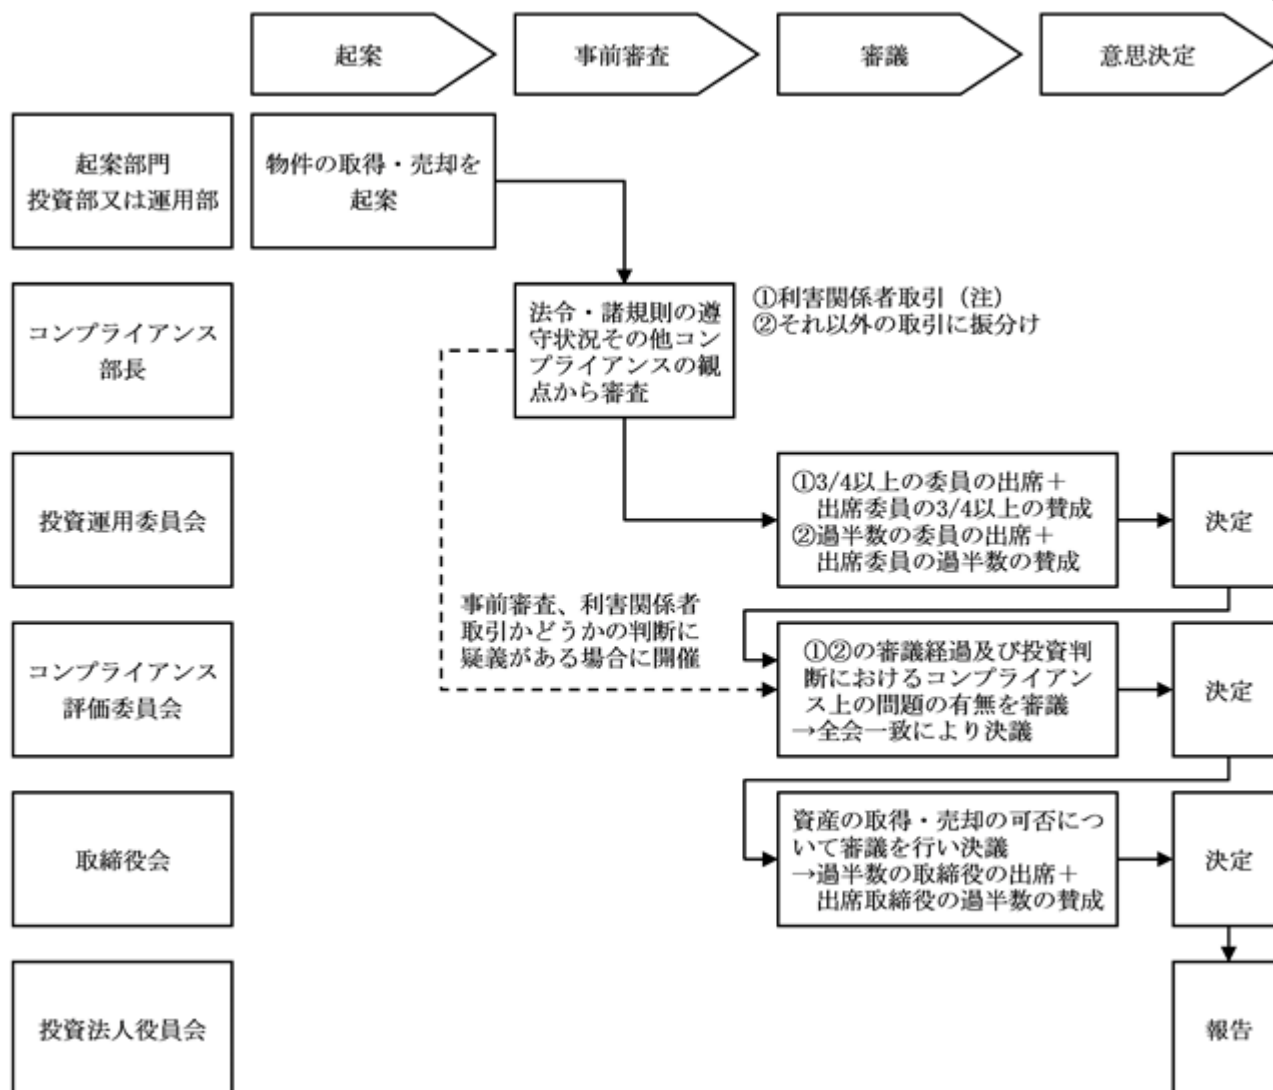 起案
事前審査
審議
意思決定
起案部門
投資部又は運用部
物件の取得・売却を
起案
コンプライアンス
部長
法令・諸規則の遵
守状況その他コン
プライアンスの観
点から審査
①利害関係者取引（注）
②それ以外の取引に振分け
投資運用委員会
①3/4以上の委員の出席＋
出席委員の3/4以上の賛成
②過半数の委員の出席＋
出席委員の過半数の賛成
決定
事前審査、利害関係者
取引かどうかの判断に
疑義がある場合に開催
コンプライアンス
評価委員会
①②の審議経過及び投資判
断におけるコンプライアン
ス上の問題の有無を審議
→全会一致により決議
決定
取締役会
資産の取得・売却の可否につ
いて審議を行い決議
→過半数の取締役の出席＋
出席取締役の過半数の賛成
決定
投資法人役員会
報告